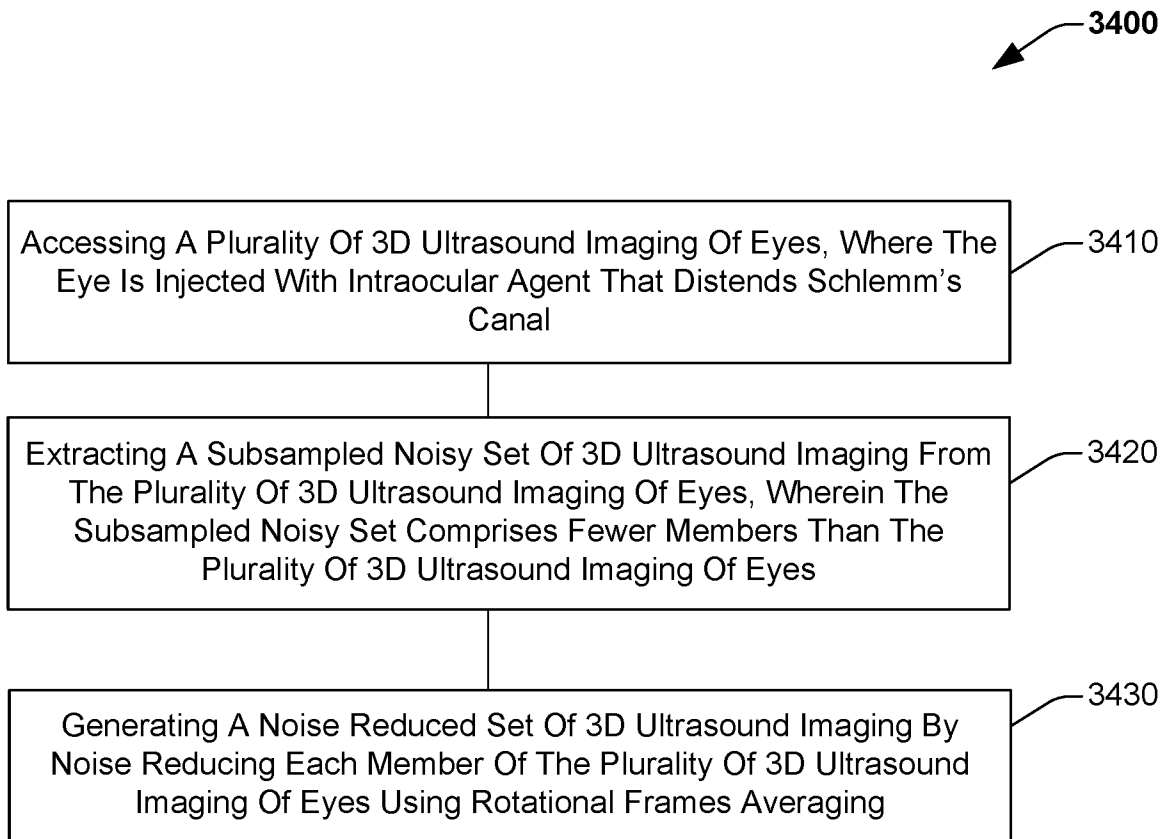 3400
Accessing A Plurality Of 3D Ultrasound Imaging Of Eyes, Where The
Eye Is Injected With Intraocular Agent That Distends Schlemm's
Canal
3410
Extracting A Subsampled Noisy Set Of 3D Ultrasound Imaging From
The Plurality Of 3D Ultrasound Imaging Of Eyes, Wherein The
Subsampled Noisy Set Comprises Fewer Members Than The
Plurality Of 3D Ultrasound Imaging Of Eyes
3420
Generating A Noise Reduced Set Of 3D Ultrasound Imaging By
Noise Reducing Each Member Of The Plurality Of 3D Ultrasound
Imaging Of Eyes Using Rotational Frames Averaging
3430